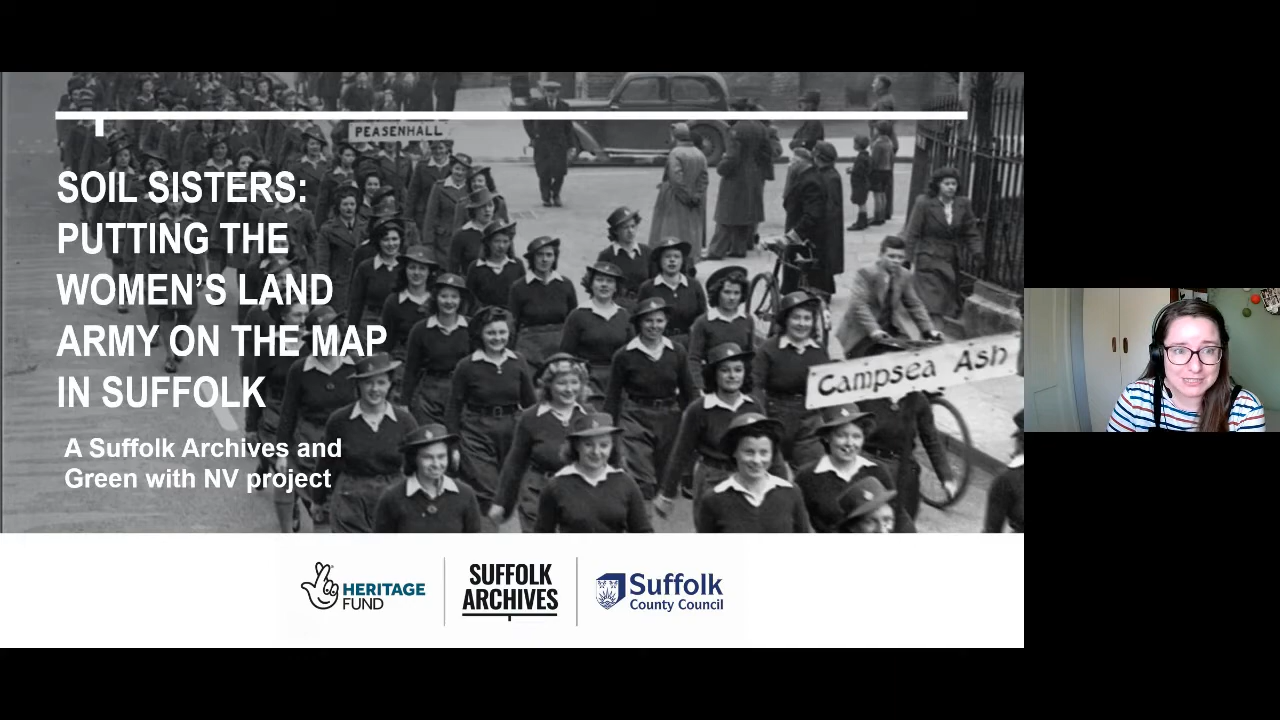 PEASENHALL
SOIL SISTERS:
PUTTING THE
WOMEN'S LAND
ARMY ON THE MAP
IN SUFFOLK
Campsea Ash
A Suffolk Archives and
Green with NV project
HERITAGE
FUND
SUFFOLK
ARCHIVES
Suffolk
County Council